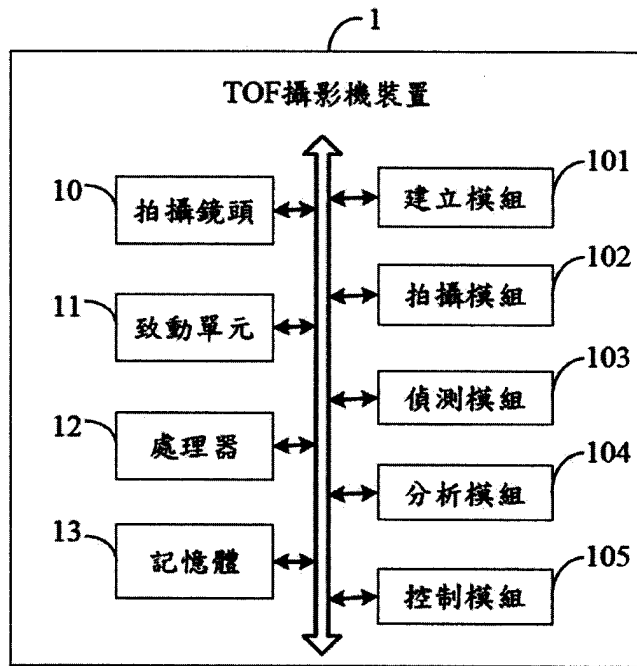 1
TOF攝影機裝置
10
拍攝鏡頭
11
致動單元
12
處理器
13
記憶體
101
建立模組
102
拍攝模組
103
偵測模組
104
分析模組
105
控制模組